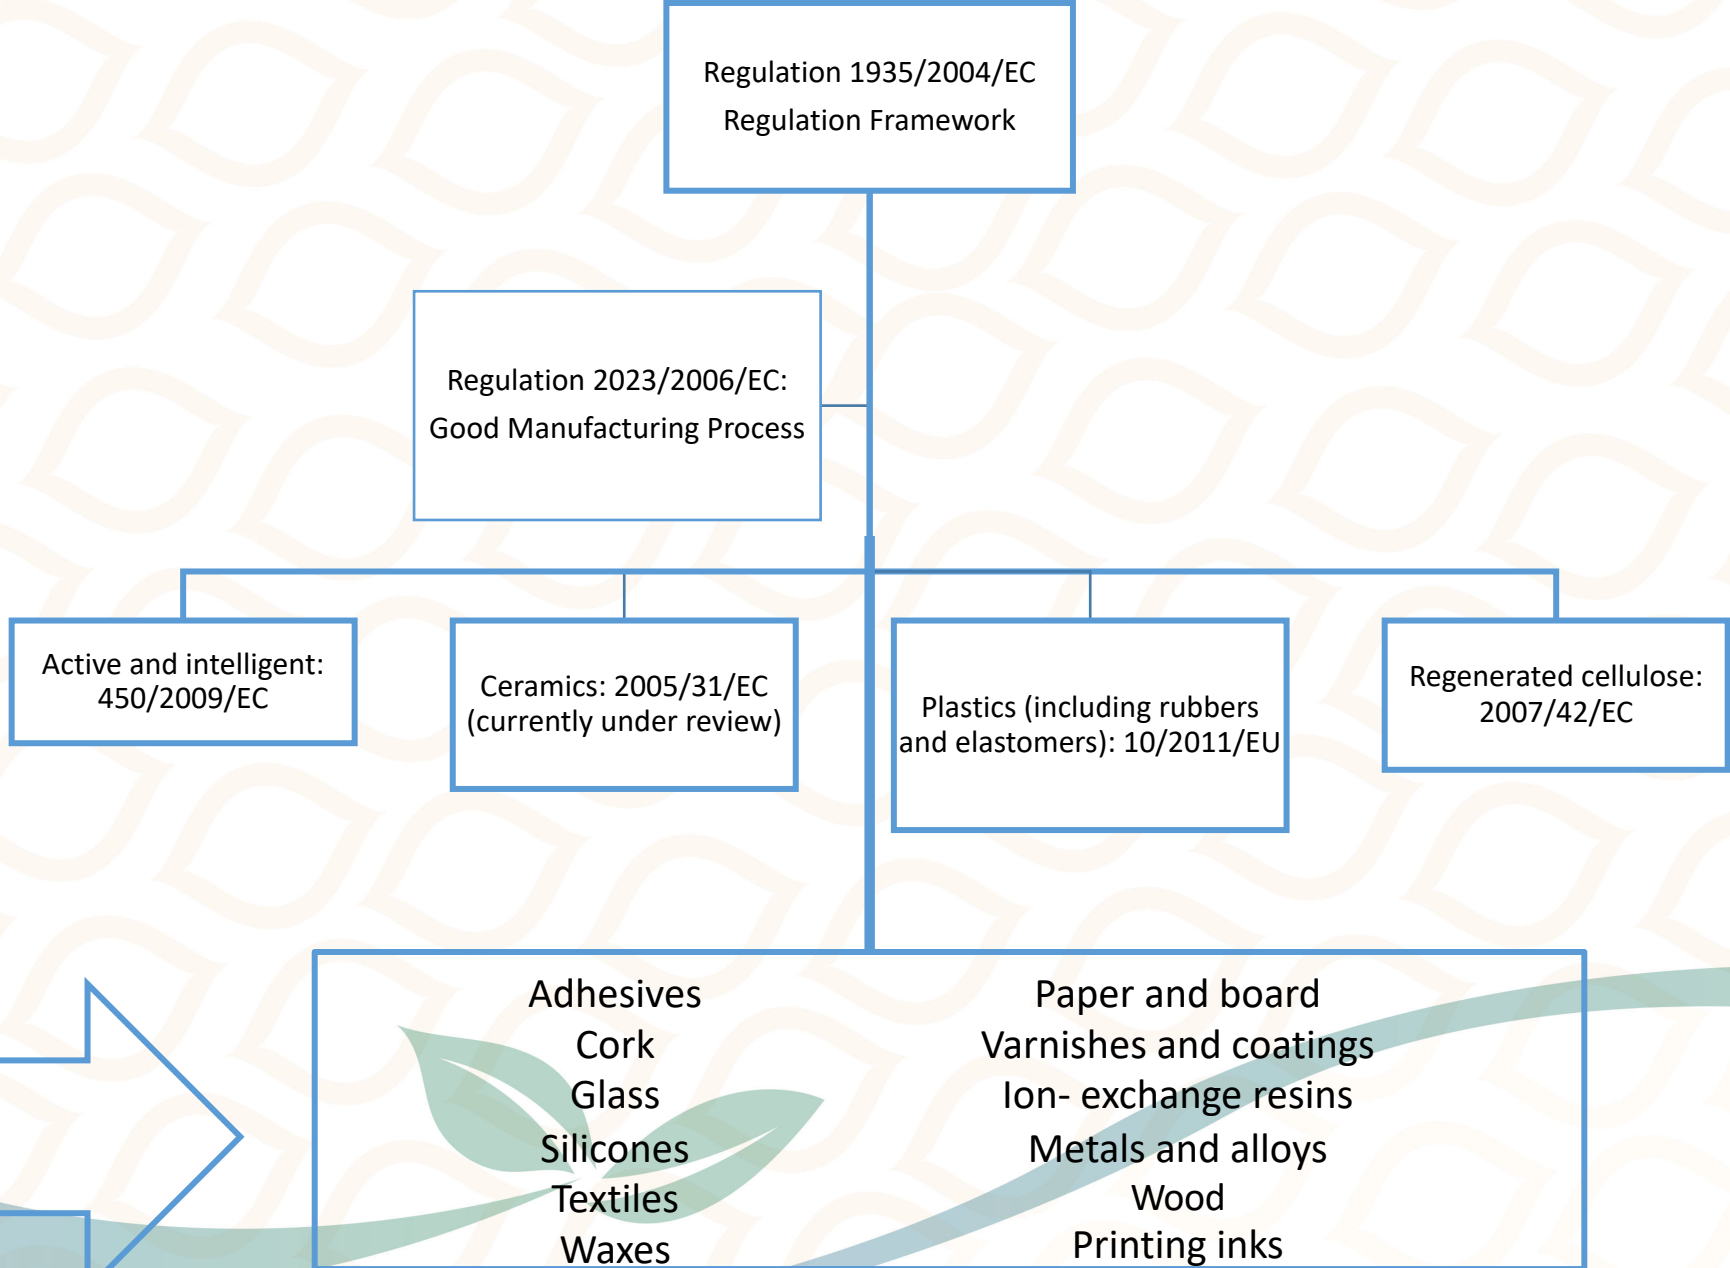 Regulation 1935/2004/EC
Regulation Framework
Regulation 2023/2006/EC:
Good Manufacturing Process
Active and intelligent:
450/2009/EC
Ceramics: 2005/31/EC
(currently under review)
Plastics (including rubbers
and elastomers): 10/2011/EU
Regenerated cellulose:
2007/42/EC
Adhesives
Cork
Glass
Silicones
Textiles
Waxes
Paper and board
Varnishes and coatings
Ion- exchange resins
Metals and alloys
Wood
Printing inks